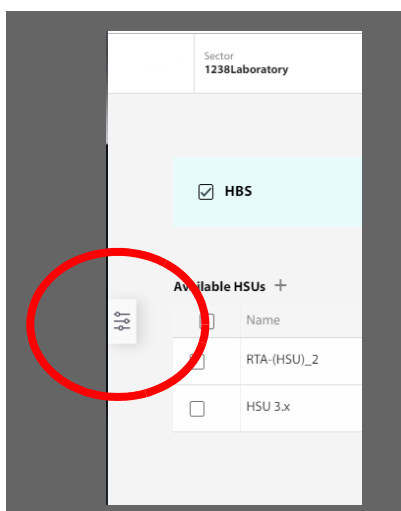 Sector
1238Laboratory
HBS
Available HSUs +
Name
RTA-(HSU)_2
HSU 3.x